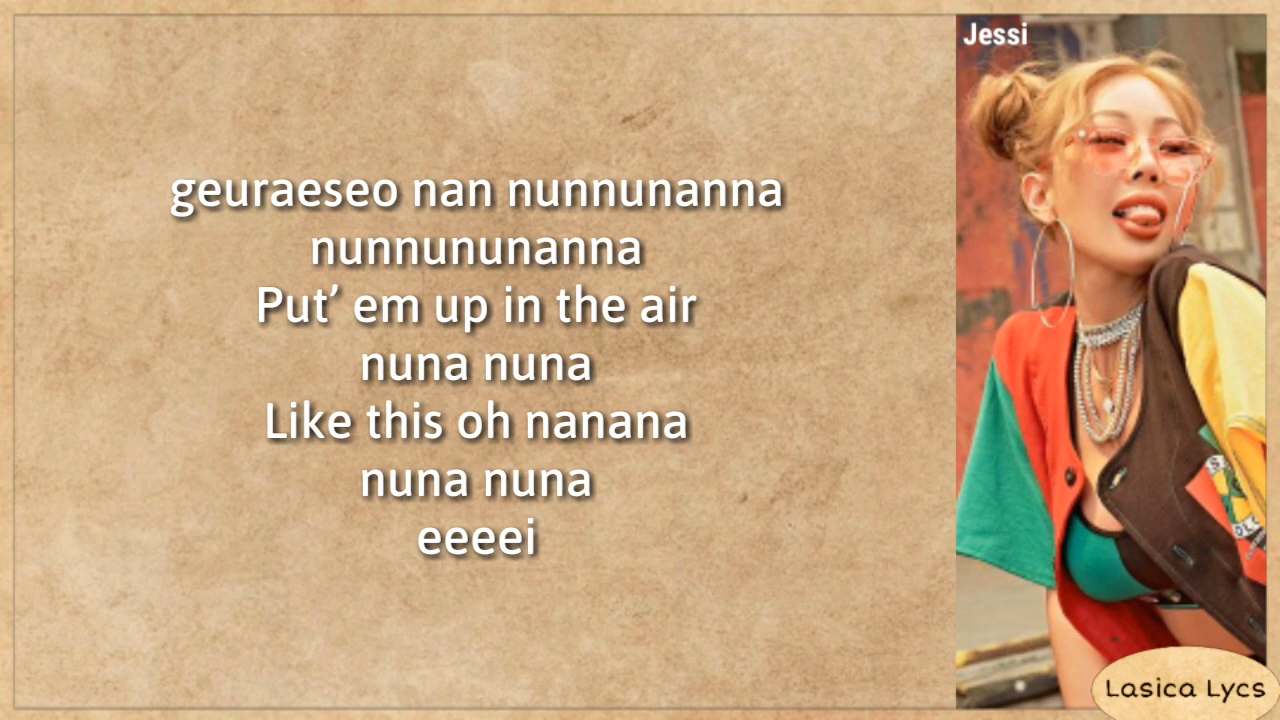 Jessi
geuraeseo nan nunnunanna
nunnununanna
Put’ em up in the air
nuna nuna
Like this oh nanana
nuna nuna
eeeei
Lasica Lycs